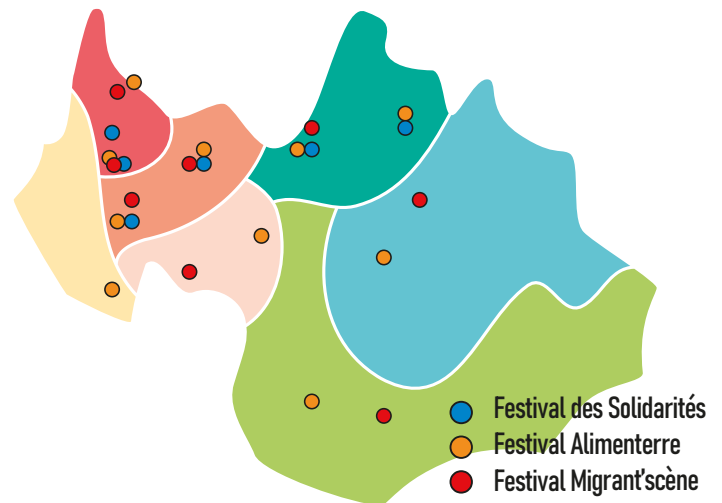 Festival des Solidarités
Festival Alimenterre
Festival Migrant'scène